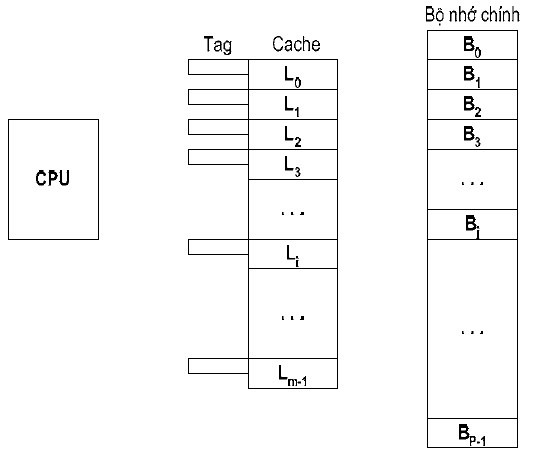 Bộ nhớ chính
Tag Cache
B0
L0 B1
L1 B2
L2 B3
CPU
L3
...
...
Bj
Li
...
...
Lm-1
BP-1